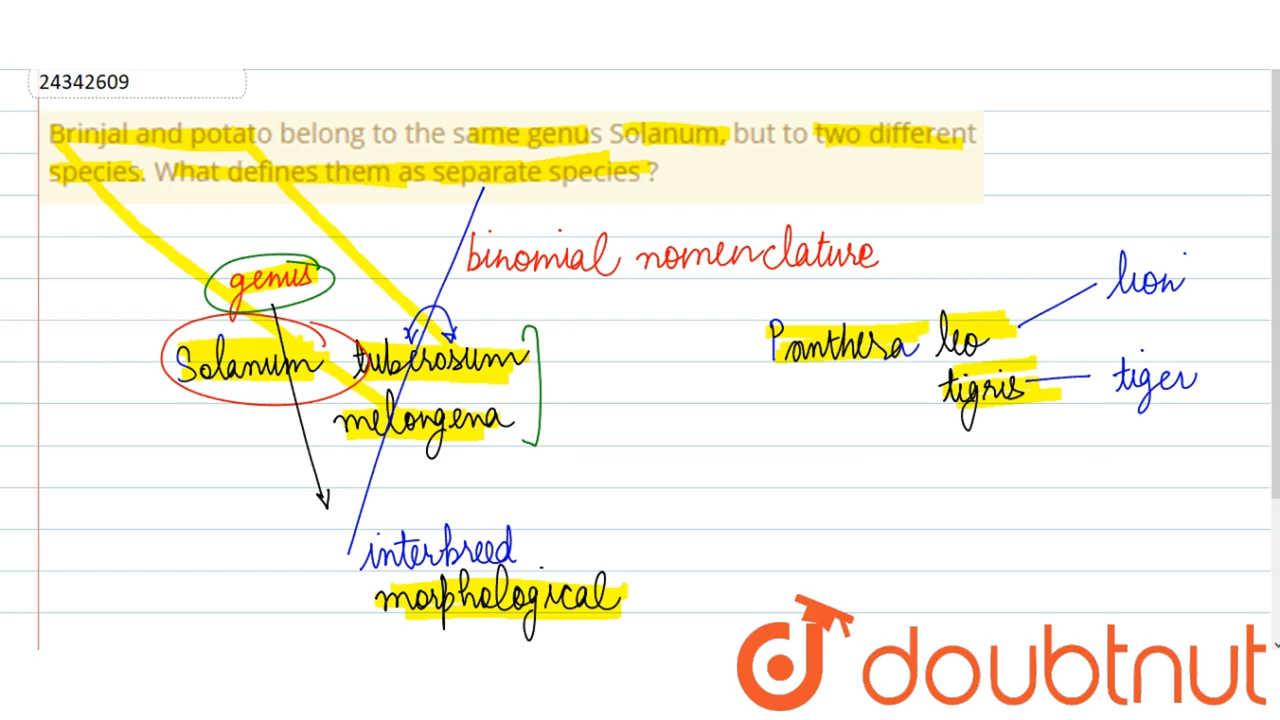 24342609
Brinjal and potato belong to the same genus Solanum, but to two different
species. What defines them as separate species ?
binomial nomenclature
genus
Solanum tuberosum
melongena
Panthera leo
tigris
lion
tiger
interbreed
morphological
doubtnut